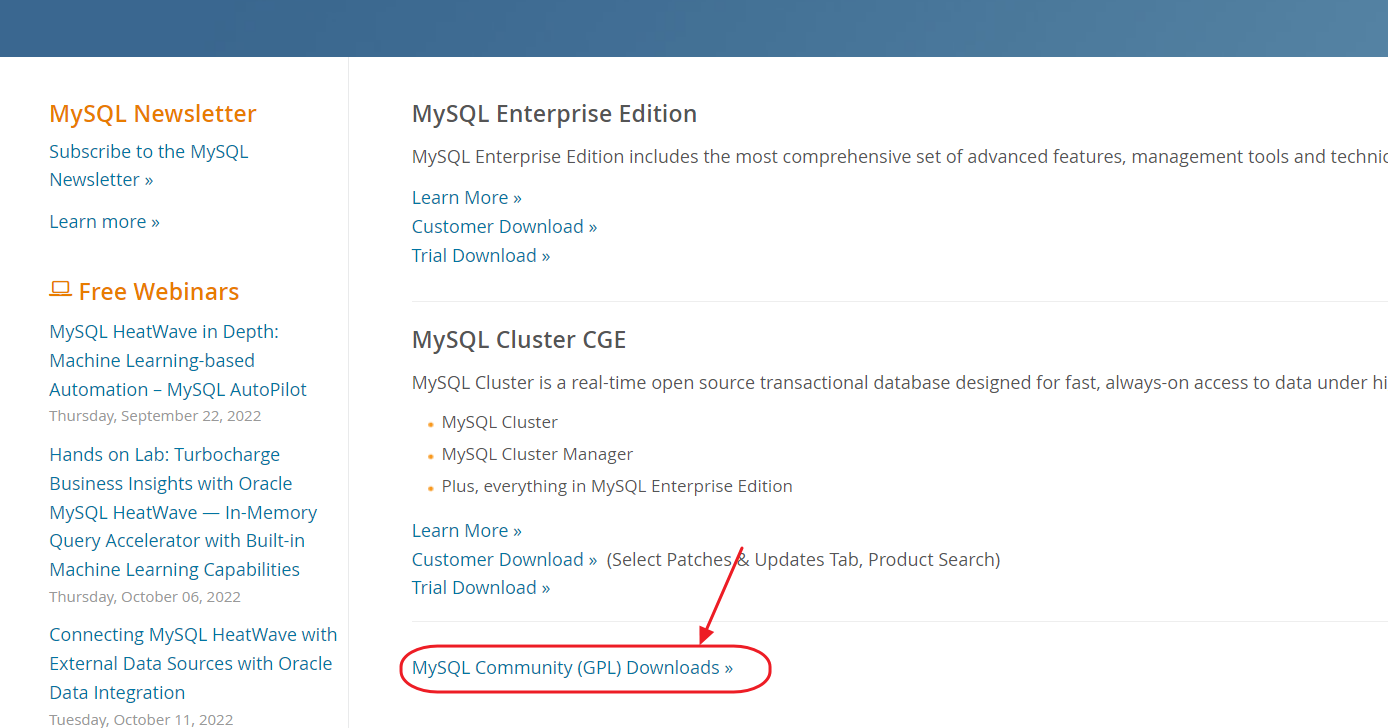 MySQL Newsletter
Subscribe to the MySQL
Newsletter »
Learn more »
Free Webinars
MySQL HeatWave in Depth:
Machine Learning-based
Automation – MySQL AutoPilot
Thursday, September 22, 2022
Hands on Lab: Turbocharge
Business Insights with Oracle
MySQL HeatWave — In-Memory
Query Accelerator with Built-in
Machine Learning Capabilities
Thursday, October 06, 2022
Connecting MySQL HeatWave with
External Data Sources with Oracle
Data Integration
Tuesday, October 11, 2022
MySQL Enterprise Edition
MySQL Enterprise Edition includes the most comprehensive set of advanced features, management tools and
Learn More »
Customer Download »
Trial Download »
MySQL Cluster CGE
MySQL Cluster is a real-time open source transactional database designed for fast, always-on access to data under
• MySQL Cluster
• MySQL Cluster Manager
• Plus, everything in MySQL Enterprise Edition
Learn More »
Customer Download » (Select Patches & Updates Tab, Product Search)
Trial Download »
MySQL Community (GPL) Downloads »